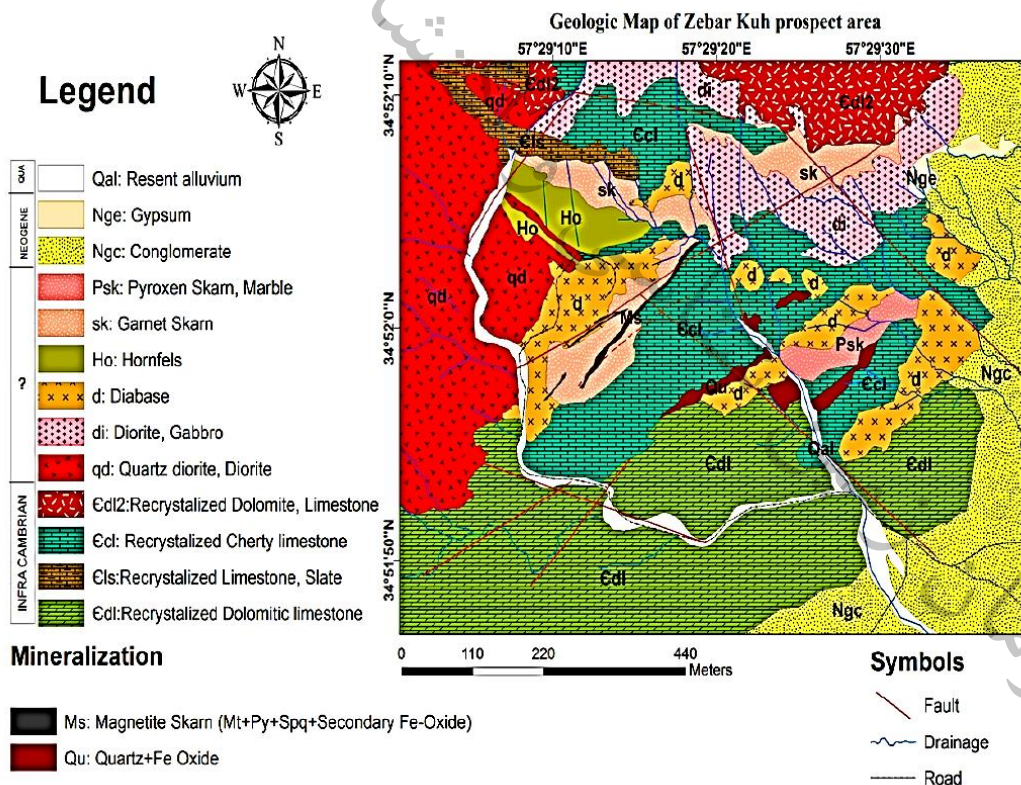 Geologic Map of Zebar Kuh prospect area
57°29'10"E
57°29'20"E
57°29'30"E
N
W
E
S
Legend
QUA
Qal: Resent alluvium
NEOGENE
Nge: Gypsum
Ngc: Conglomerate
?
Psk: Pyroxen Skarn, Marble
sk: Garnet Skarn
Ho: Hornfels
d: Diabase
di: Diorite, Gabbro
qd: Quartz diorite, Diorite
INFRA CAMBRIAN
Єdl2:Recrystalized Dolomite, Limestone
Єcl: Recrystalized Cherty limestone
Єls:Recrystalized Limestone, Slate
Єdl:Recrystalized Dolomitic limestone
34°52'10"N
34°52'0"N
34°51'50"N
qd
Єdl2
di
Єdl2
Єcl
Єls
sk
d
sk
Nge
Ho
Ho
di
d
qd
qd
d
d
d
Ms
Єcl
d
Psk
Ngc
Qu
d
Єcl
d
Qal
Єdl
Єdl
Єdl
Ngc
0
110
220
440
Meters
Mineralization
Ms: Magnetite Skarn (Mt+Py+Spq+Secondary Fe-Oxide)
Qu: Quartz+Fe Oxide
Symbols
Fault
Drainage
Road